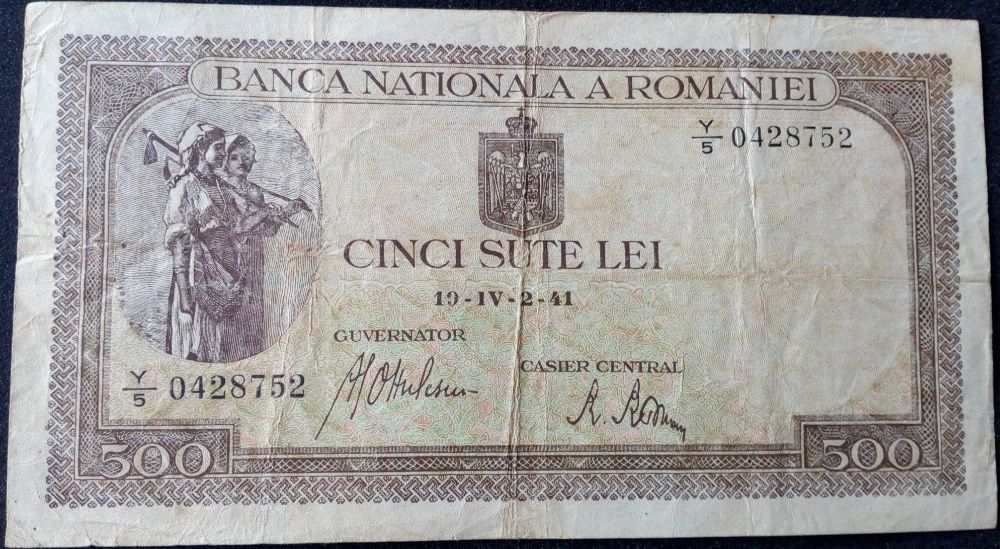 BANCA NATIONALA A ROMANIEI
Y/5 0428752
CINCI SUTE LEI
19-IV-2-41
GUVERNATOR
CASIER CENTRAL
Y/5 0428752
500
500